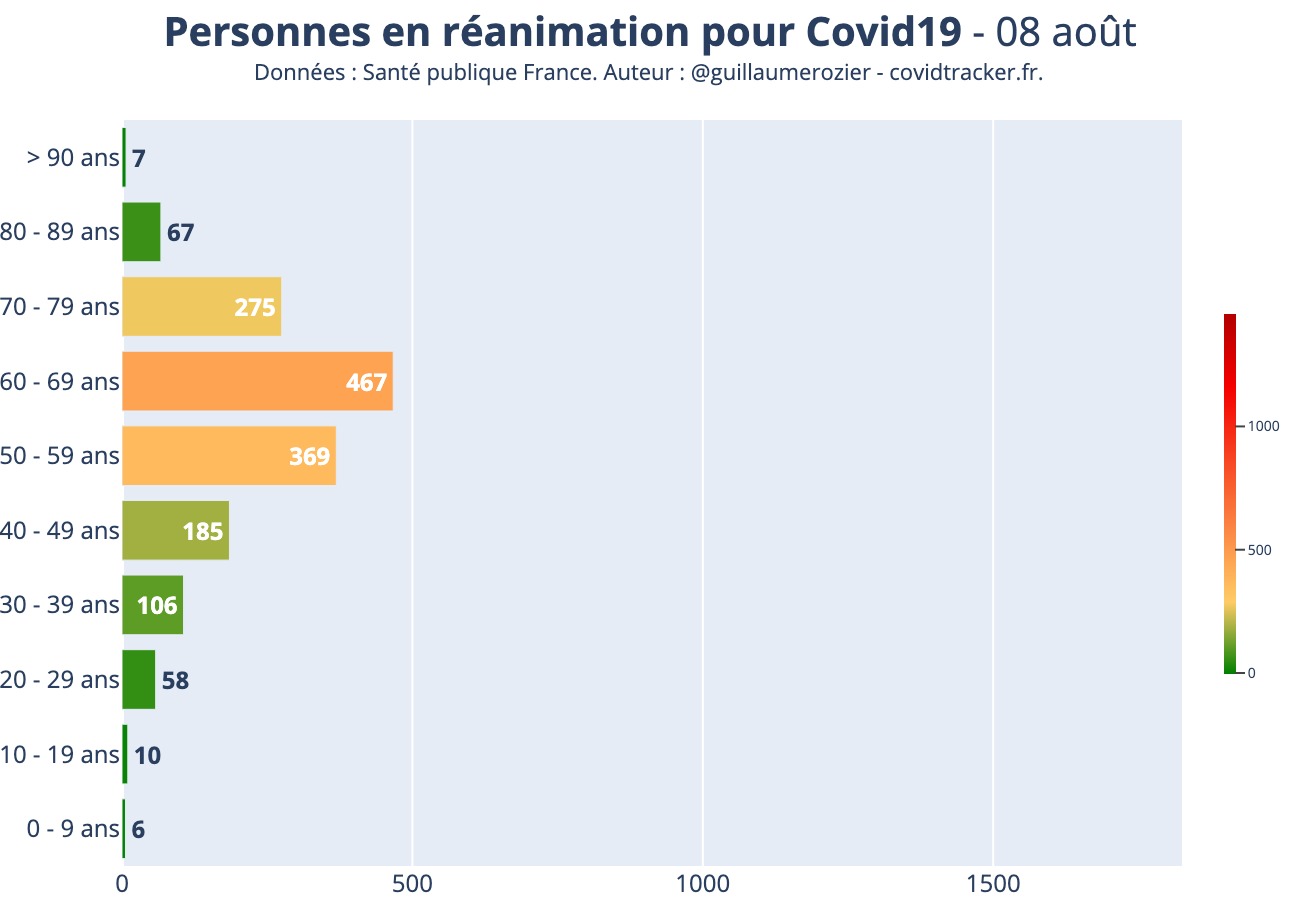 Personnes en réanimation pour Covid19 - 08 août
Données : Santé publique France. Auteur : @guillaumerozier - covidtracker.fr.
> 90 ans 7
80 - 89 ans 67
70 - 79 ans 275
60 - 69 ans 467
50 - 59 ans 369
40 - 49 ans 185
30 - 39 ans 106
20 - 29 ans 58
10 - 19 ans 10
0 - 9 ans 6
0 500 1000 1500
1000
500
0